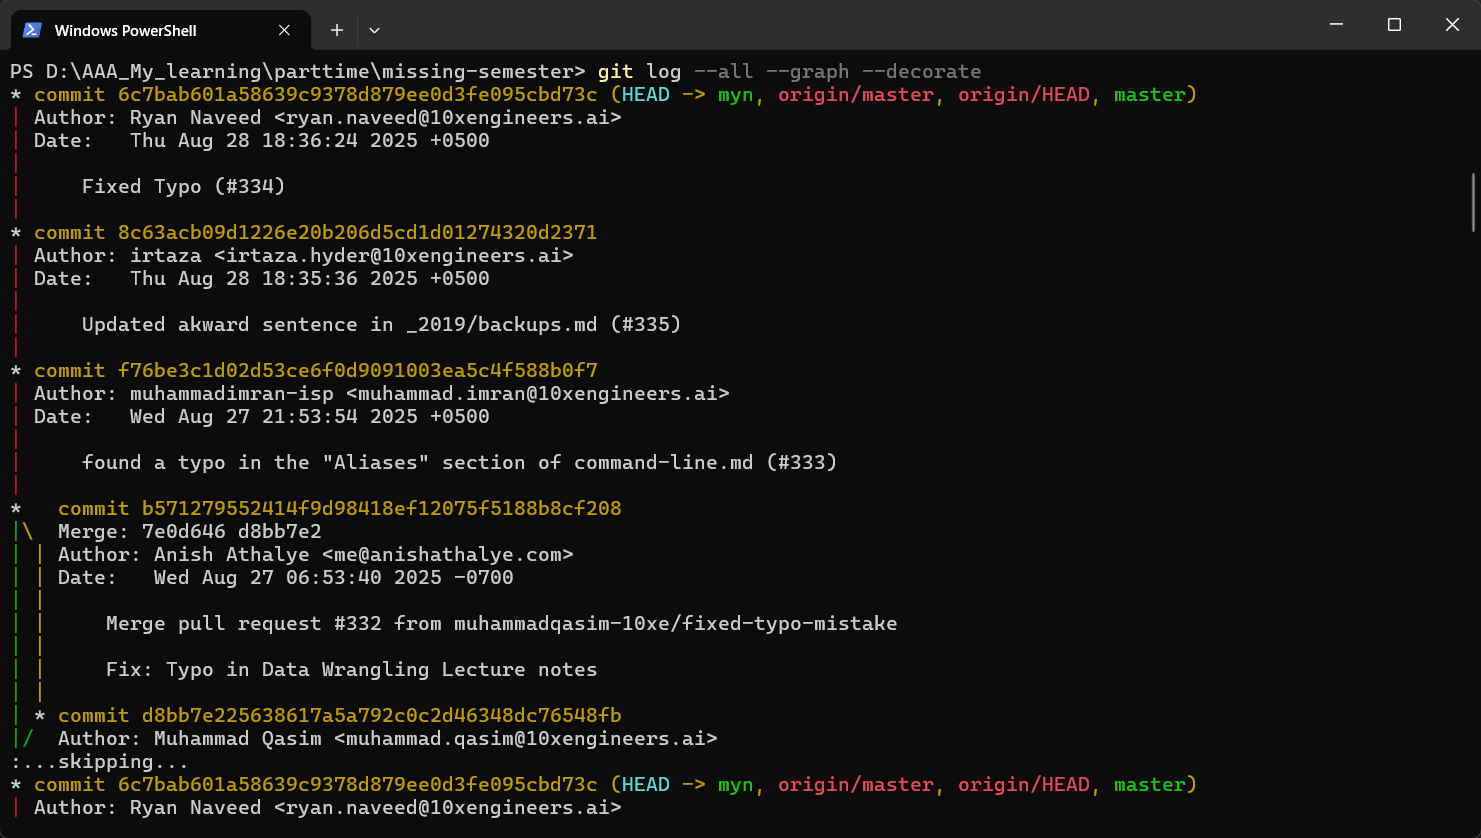 Windows PowerShell
PS D:\AAA_My_learning\parttime\missing-semester> git log --all --graph --decorate
* commit 6c7bab601a58639c9378d879ee0d3fe095cbd73c (HEAD -> myn, origin/master, origin/HEAD, master)
| Author: Ryan Naveed <ryan.naveed@10xengineers.ai>
| Date:   Thu Aug 28 18:36:24 2025 +0500
|
|     Fixed Typo (#334)
|
* commit 8c63acb09d1226e20b206d5cd1d01274320d2371
| Author: irtaza <irtaza.hyder@10xengineers.ai>
| Date:   Thu Aug 28 18:35:36 2025 +0500
|
|     Updated akward sentence in _2019/backups.md (#335)
|
* commit f76be3c1d02d53ce6f0d9091003ea5c4f588b0f7
| Author: muhammadimran-isp <muhammad.imran@10xengineers.ai>
| Date:   Wed Aug 27 21:53:54 2025 +0500
|
|     found a typo in the "Aliases" section of command-line.md (#333)
|
*   commit b571279552414f9d98418ef12075f5188b8cf208
|\  Merge: 7e0d646 d8bb7e2
| | Author: Anish Athalye <me@anishathalye.com>
| | Date:   Wed Aug 27 06:53:40 2025 -0700
| |
| |     Merge pull request #332 from muhammadqasim-10xe/fixed-typo-mistake
| |
| |     Fix: Typo in Data Wrangling Lecture notes
| |
| * commit d8bb7e225638617a5a792c0c2d46348dc76548fb
|/  Author: Muhammad Qasim <muhammad.qasim@10xengineers.ai>
:...skipping...
* commit 6c7bab601a58639c9378d879ee0d3fe095cbd73c (HEAD -> myn, origin/master, origin/HEAD, master)
| Author: Ryan Naveed <ryan.naveed@10xengineers.ai>